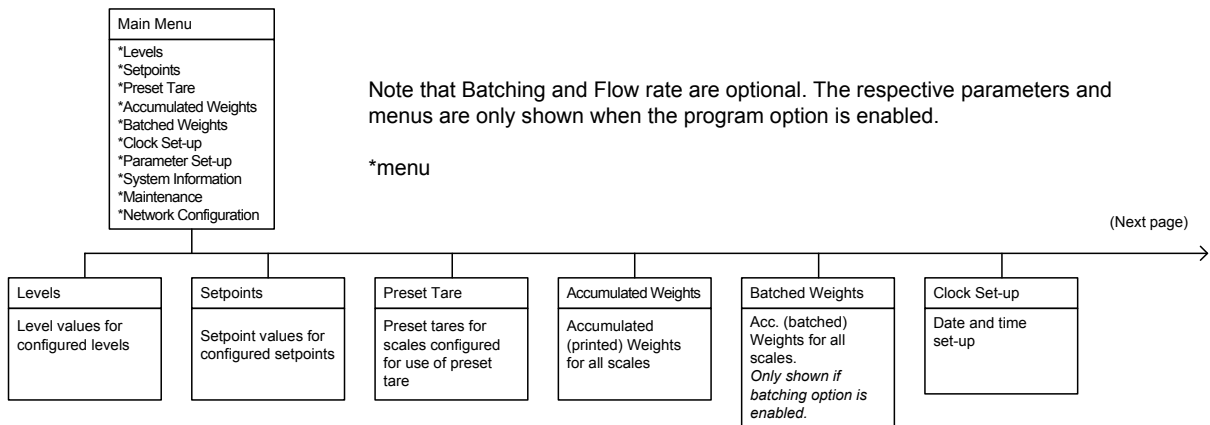 Main Menu
*Levels
*Setpoints
*Preset Tare
*Accumulated Weights
*Batched Weights
*Clock Set-up
*Parameter Set-up
*System Information
*Maintenance
*Network Configuration
Note that Batching and Flow rate are optional. The respective parameters and
menus are only shown when the program option is enabled.
*menu
(Next page)
Levels
Level values for
configured levels
Setpoints
Setpoint values for
configured setpoints
Preset Tare
Preset tares for
scales configured
for use of preset
tare
Accumulated Weights
Accumulated
(printed) Weights
for all scales
Batched Weights
Acc. (batched)
Weights for all
scales.
Only shown if
batching option is
enabled.
Clock Set-up
Date and time
set-up